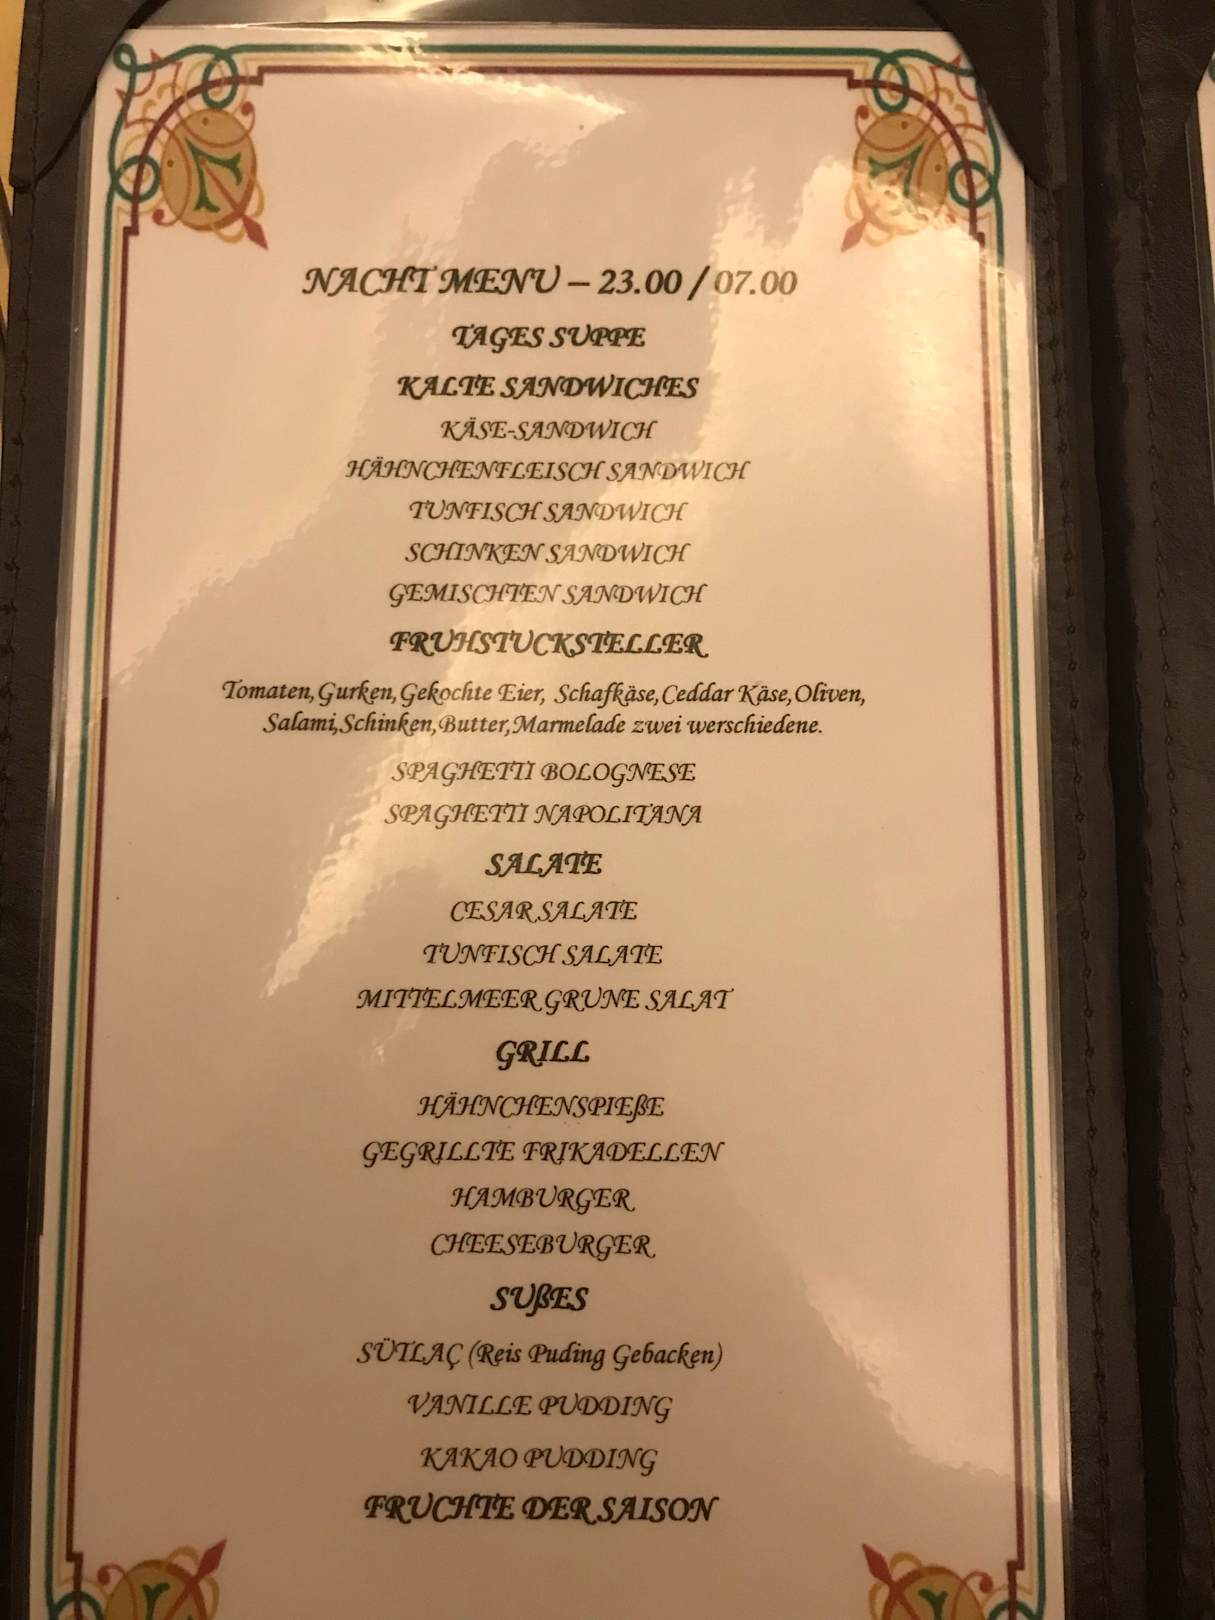 NACHT MENU – 23.00 / 07.00
TAGES SUPPE
KALTE SANDWICHES
KÄSE-SANDWICH
HÄHNCHENFLEISCH SANDWICH
TUNFISCH SANDWICH
SCHINKEN SANDWICH
GEMISCHTEN SANDWICH
FRUHSTUCKSTELLER
Tomaten,Gurken,Gekochte Eier, Schafkäse,Ceddar Käse,Oliven,
Salami,Schinken,Butter,Marmelade zwei werschiedene.
SPAGHETTI BOLOGNESE
SPAGHETTI NAPOLITANA
SALATE
CESAR SALATE
TUNFISCH SALATE
MITTELMEER GRUNE SALAT
GRILL
HÄHNCHENSPIEßE
GEGRILLTE FRIKADELLEN
HAMBURGER
CHEESEBURGER
SUßES
SÜTLAÇ (Reis Puding Gebacken)
VANILLE PUDDING
KAKAO PUDDING
FRUCHTE DER SAISON